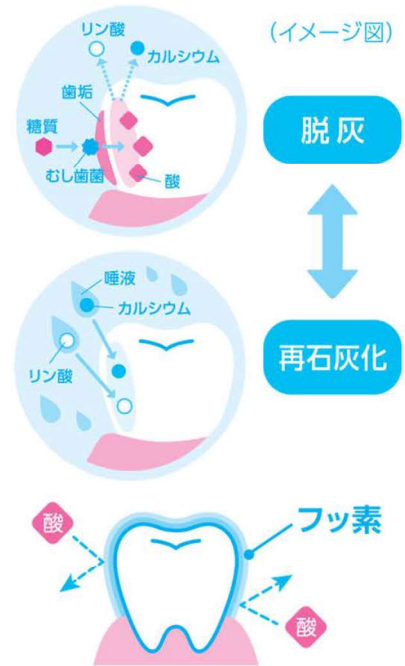 (イメージ図)
リン酸
カルシウム
歯垢
糖質
むし歯菌
酸
脱灰
唾液
カルシウム
リン酸
再石灰化
フッ素
酸
酸